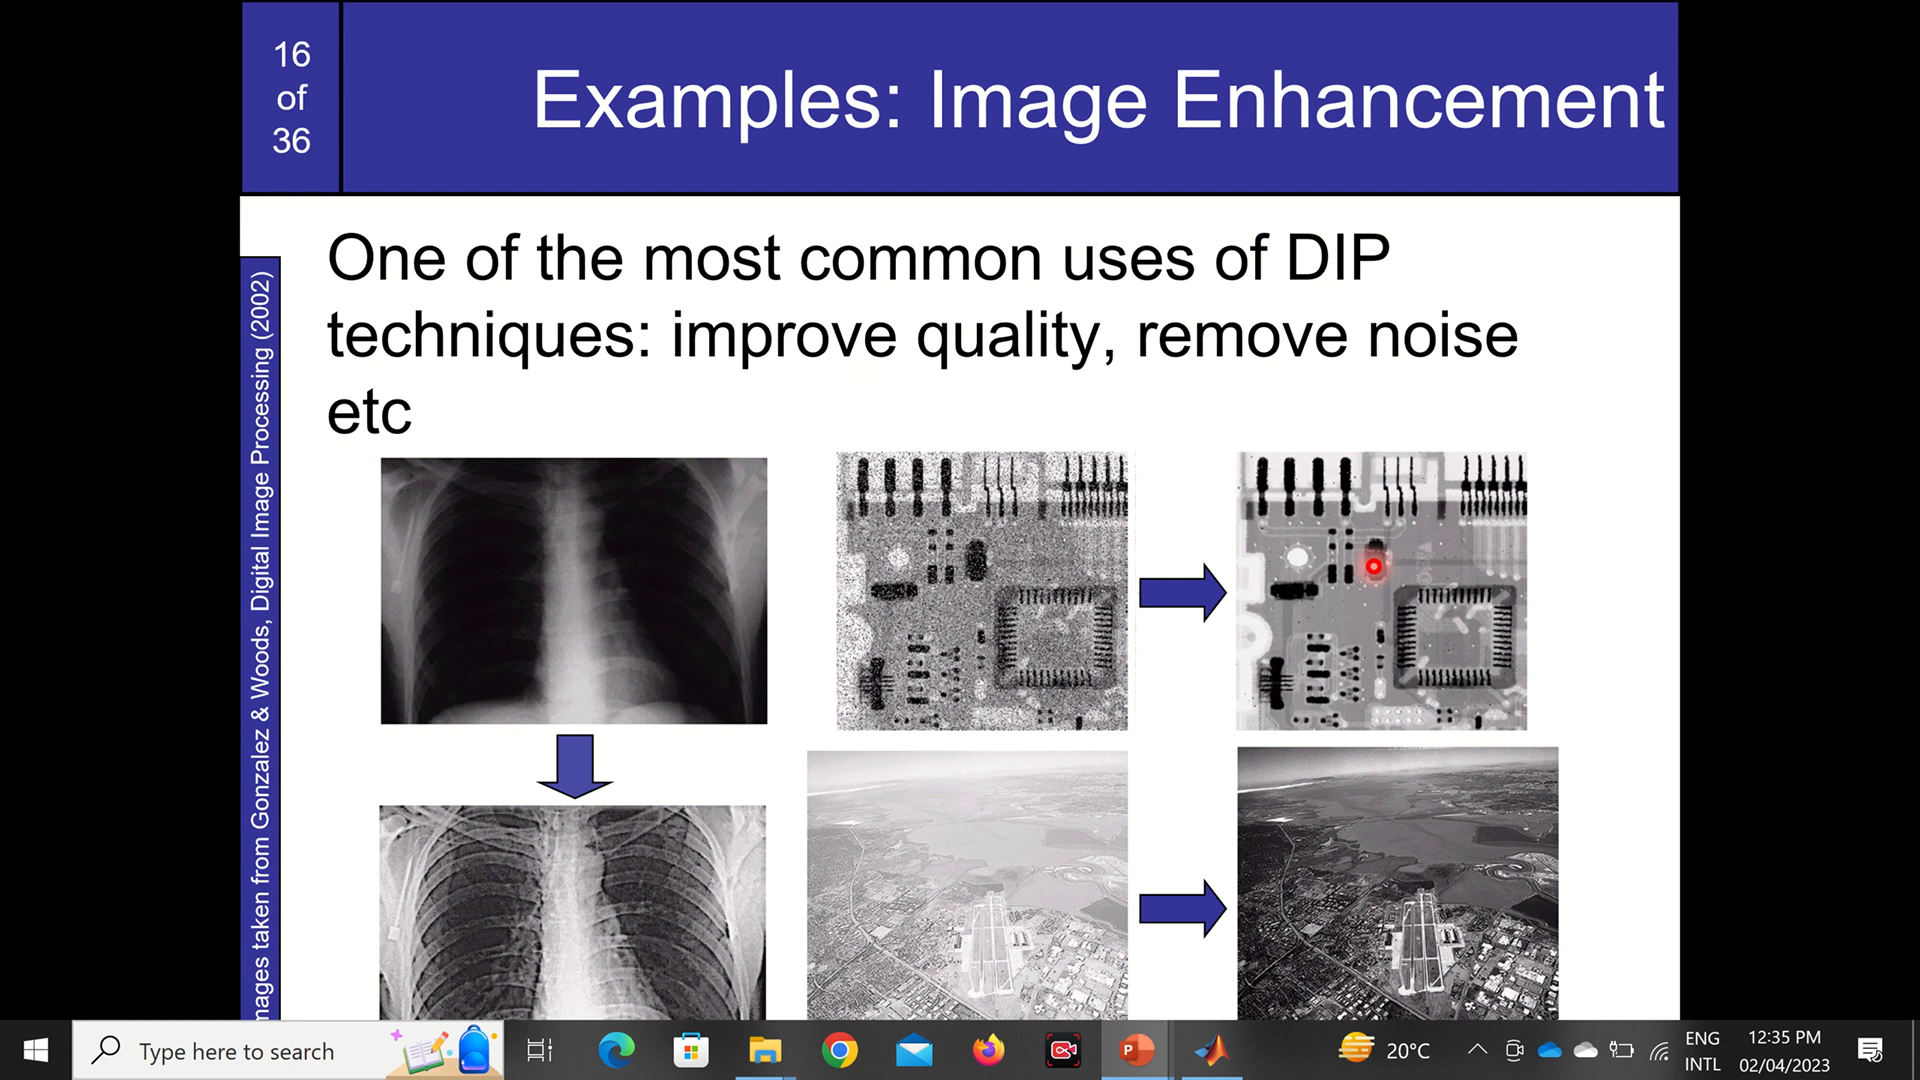 16
of
36
Examples: Image Enhancement
One of the most common uses of DIP
techniques: improve quality, remove noise
etc
mages taken from Gonzalez & Woods, Digital Image Processing (2002)
Type here to search
20°C
ENG
INTL
12:35 PM
02/04/2023